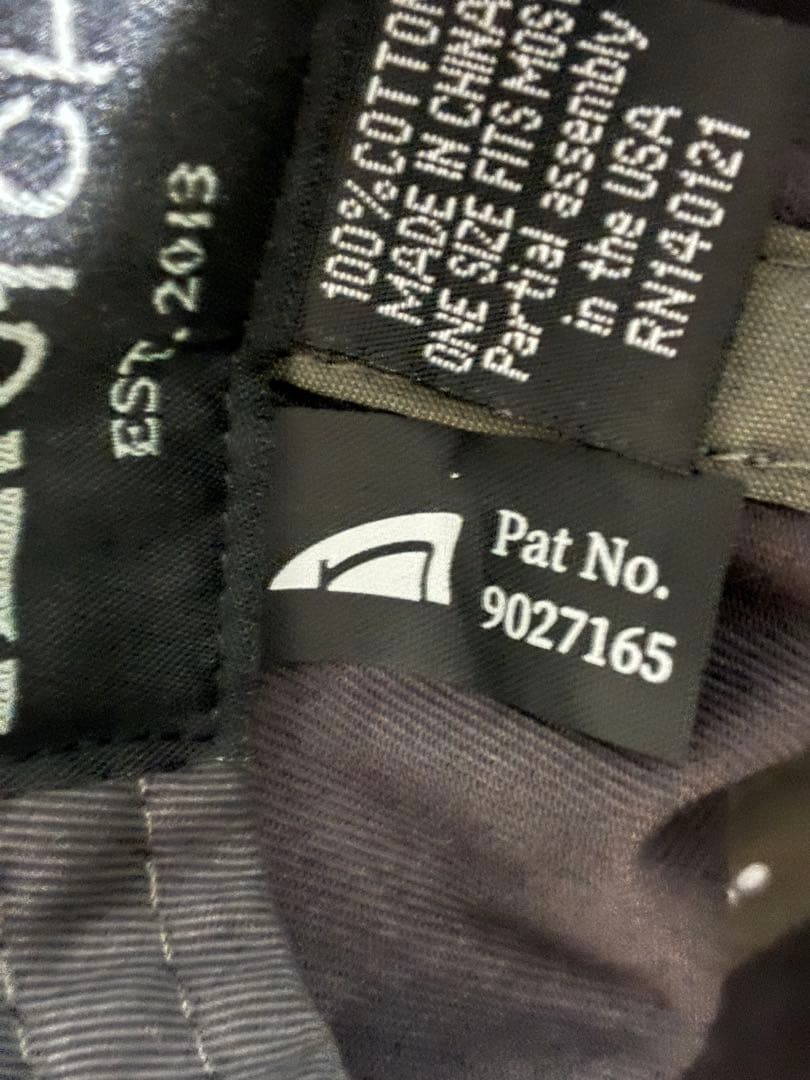 EST. 2013
100% COTTON
MADE IN CHINA
ONE SIZE FITS MOST
Partial assembly
in the USA
RN140121
Pat No.
9027165